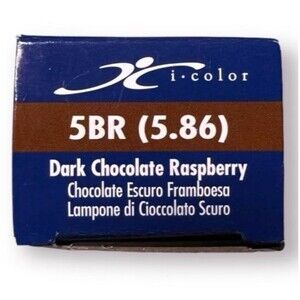 i·color
5BR (5.86)
Dark Chocolate Raspberry
Chocolate Escuro Framboesa
Lampone di Cioccolato Scuro